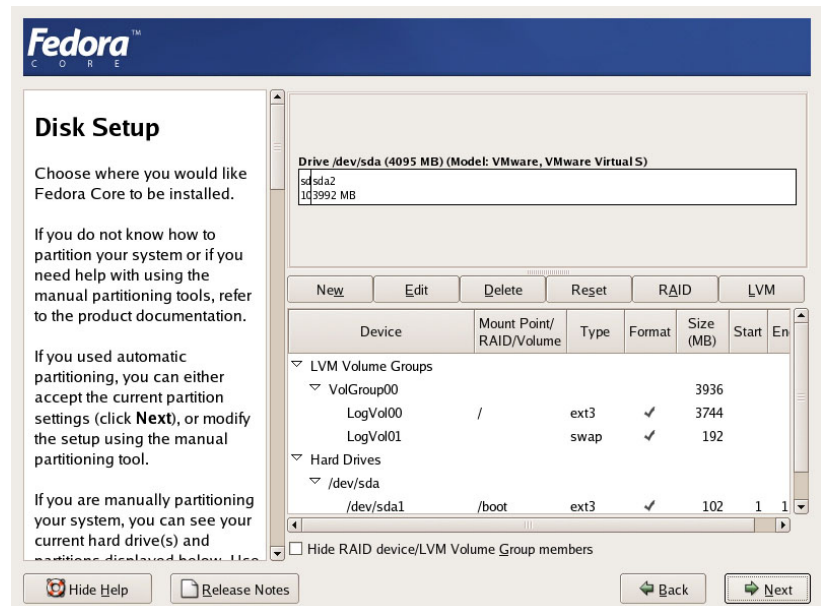 Fedora™
CORE
Disk Setup
Choose where you would like
Fedora Core to be installed.
If you do not know how to
partition your system or if you
need help with using the
manual partitioning tools, refer
to the product documentation.
If you used automatic
partitioning, you can either
accept the current partition
settings (click Next), or modify
the setup using the manual
partitioning tool.
If you are manually partitioning
your system, you can see your
current hard drive(s) and
Drive /dev/sda (4095 MB) (Model: VMware, VMware Virtual S)
sd sda2
10 3992 MB
New Edit Delete Reset RAID LVM
Device Mount Point/ RAID/Volume Type Format Size (MB) Start En
LVM Volume Groups
VolGroup00 3936
LogVol00 / ext3 3744
LogVol01 swap 192
Hard Drives
/dev/sda
/dev/sda1 /boot ext3 102 1 1
Hide RAID device/LVM Volume Group members
Hide Help Release Notes Back Next